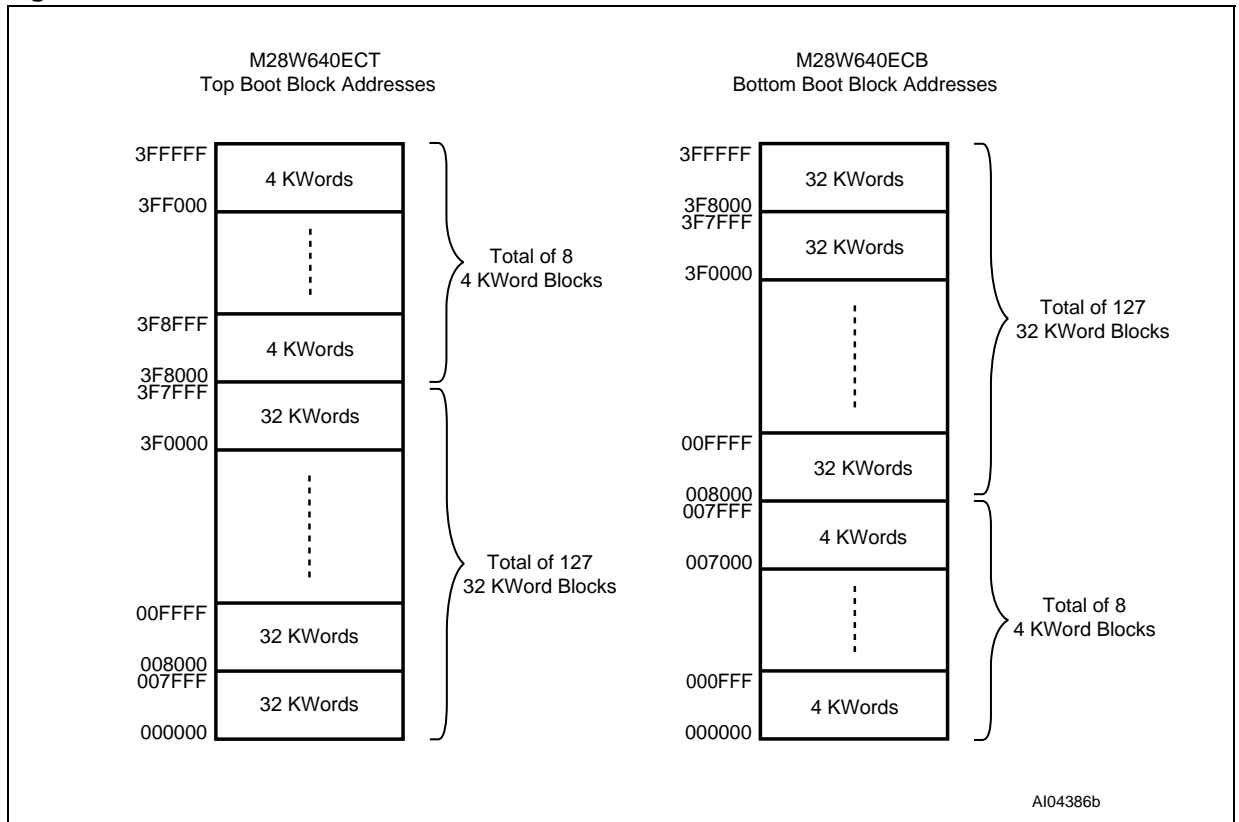 M28W640ECT
Top Boot Block Addresses
3FFFFF
4 KWords
3FF000
Total of 8
4 KWord Blocks
3F8FFF
4 KWords
3F8000
3F7FFF
32 KWords
3F0000
Total of 127
32 KWord Blocks
00FFFF
32 KWords
008000
007FFF
32 KWords
000000
M28W640ECB
Bottom Boot Block Addresses
3FFFFF
32 KWords
3F8000
3F7FFF
32 KWords
3F0000
Total of 127
32 KWord Blocks
00FFFF
32 KWords
008000
007FFF
4 KWords
007000
Total of 8
4 KWord Blocks
000FFF
4 KWords
000000
AI04386b